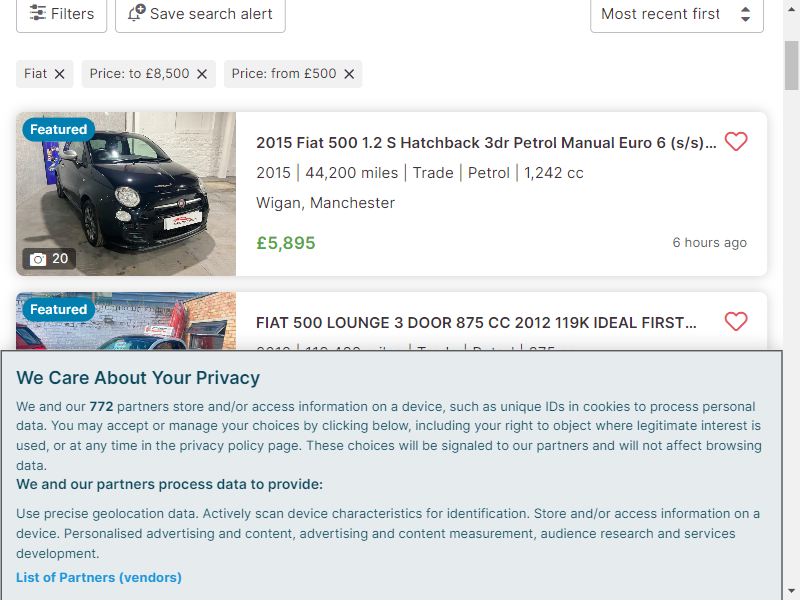 Filters
Save search alert
Most recent first
Fiat
Price: to £8,500
Price: from £500
Featured
2015 Fiat 500 1.2 S Hatchback 3dr Petrol Manual Euro 6 (s/s)...
2015 | 44,200 miles | Trade | Petrol | 1,242 cc
Wigan, Manchester
£5,895
6 hours ago
20
Featured
FIAT 500 LOUNGE 3 DOOR 875 CC 2012 119K IDEAL FIRST...
We Care About Your Privacy
We and our 772 partners store and/or access information on a device, such as unique IDs in cookies to process personal
data. You may accept or manage your choices by clicking below, including your right to object where legitimate interest is
used, or at any time in the privacy policy page. These choices will be signaled to our partners and will not affect browsing
data.
We and our partners process data to provide:
Use precise geolocation data. Actively scan device characteristics for identification. Store and/or access information on a
device. Personalised advertising and content, advertising and content measurement, audience research and services
development.
List of Partners (vendors)